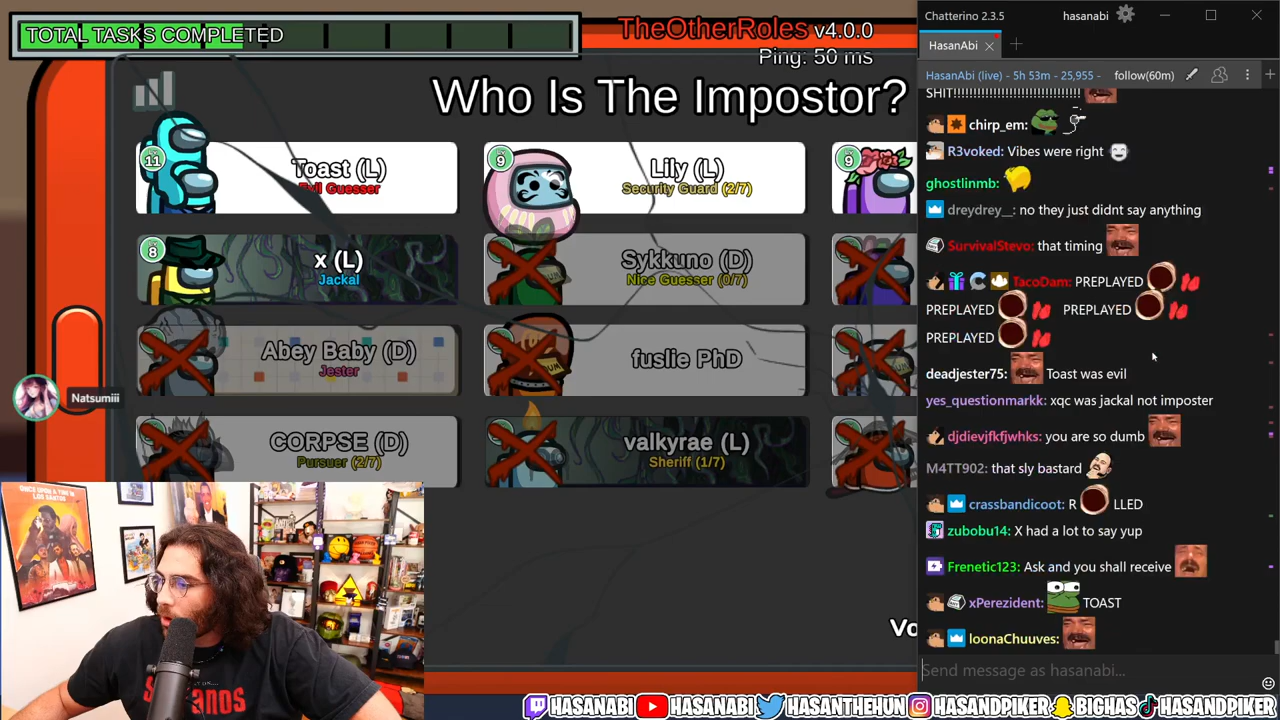 TOTAL TASKS COMPLETED
TheOtherRoles v4.0.0
Ping: 50 ms
Who Is The Impostor?
11
Toast (L)
Evil Guesser
9
Lily (L)
Security Guard (2/7)
9
8
x (L)
Jackal
Sykkuno (D)
Nice Guesser (0/7)
Abey Baby (D)
Jester
fuslie PhD
Natsumiii
CORPSE (D)
Pursuer (2/7)
valkyrae (L)
Sheriff (1/7)
Vo
Chatterino 2.3.5
hasanabi
HasanAbi
HasanAbi (live) - 5h 53m - 25,955 -
follow(60m)
SHIT!!!!!!!!!!!!!!!!!!!!!!!!!!!!!!
chirp_em:
R3voked: Vibes were right
ghostlinmb:
dreydrey__: no they just didnt say anything
SurvivalStevo: that timing
TacoDam: PREPLAYED
PREPLAYED PREPLAYED
PREPLAYED
deadjester75: Toast was evil
yes_questionmarkk: xqc was jackal not imposter
djdievjfkfjwhks: you are so dumb
M4TT902: that sly bastard
crassbandicoot: R LLED
zubobu14: X had a lot to say yup
Frenetic123: Ask and you shall receive
xPerezident: TOAST
loonaChuuves:
Send message as hasanabi...
HASANABI HASANABI HASANTHEHUN HASANDPIKER BIGHAS HASANDPIKER